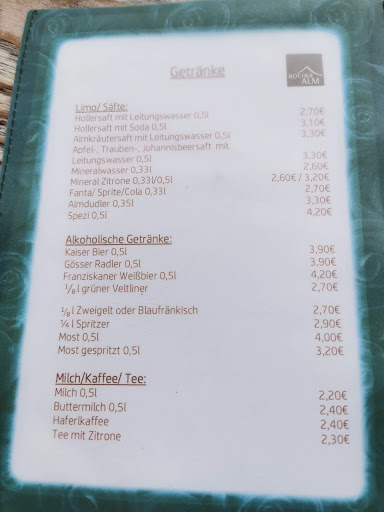 Getränke
BOCHRA
ALM
Limo/ Säfte:
Hollersaft mit Leitungswasser 0,5l 2,70€
Hollersaft mit Soda 0,5l 3,10€
Almkräutersaft mit Leitungswasser 0,5l 3,30€
Apfel-, Trauben-, Johannisbeersaft mit
Leitungswasser 0,5l 3,30€
Mineralwasser 0,33l 2,60€
Mineral Zitrone 0,33l/0,5l 2,60€ / 3,20€
Fanta/ Sprite/Cola 0,33l 2,70€
Almdudler 0,35l 3,30€
Spezi 0,5l 4,20€
Alkoholische Getränke:
Kaiser Bier 0,5l 3,90€
Gösser Radler 0,5l 3,90€
Franziskaner Weißbier 0,5l 4,20€
⅛ l grüner Veltliner 2,70€
⅛ l Zweigelt oder Blaufränkisch 2,70€
¼ l Spritzer 2,90€
Most 0,5l 4,00€
Most gespritzt 0,5l 3,20€
Milch/Kaffee/ Tee:
Milch 0,5l 2,20€
Buttermilch 0,5l 2,40€
Haferlkaffee 2,40€
Tee mit Zitrone 2,30€